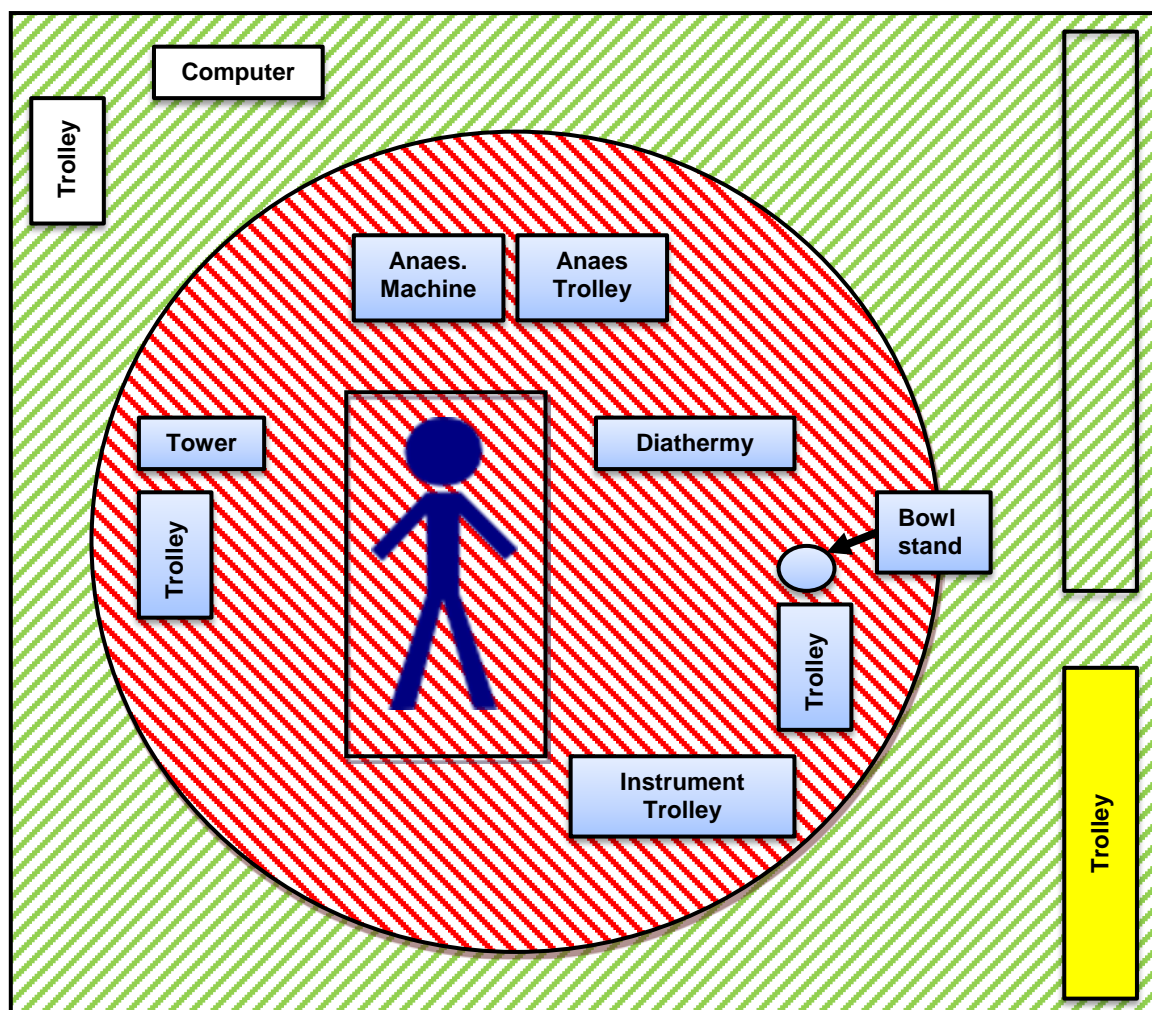 Computer
Trolley
Anaes.
Machine
Anaes
Trolley
Tower
Diathermy
Trolley
Bowl
stand
Trolley
Instrument
Trolley
Trolley